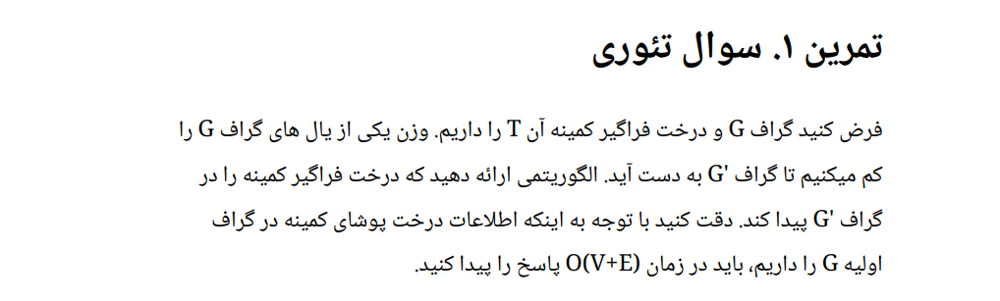 تمرین ۱. سوال تئوری
فرض کنید گراف G و درخت فراگیر کمینه آن T را داریم. وزن یکی از یال های گراف G را
کم میکنیم تا گراف G' به دست آید. الگوریتمی ارائه دهید که درخت فراگیر کمینه را در
گراف G' پیدا کند. دقت کنید با توجه به اینکه اطلاعات درخت پوشای کمینه در گراف
اولیه G را داریم، باید در زمان O(V+E) پاسخ را پیدا کنید.